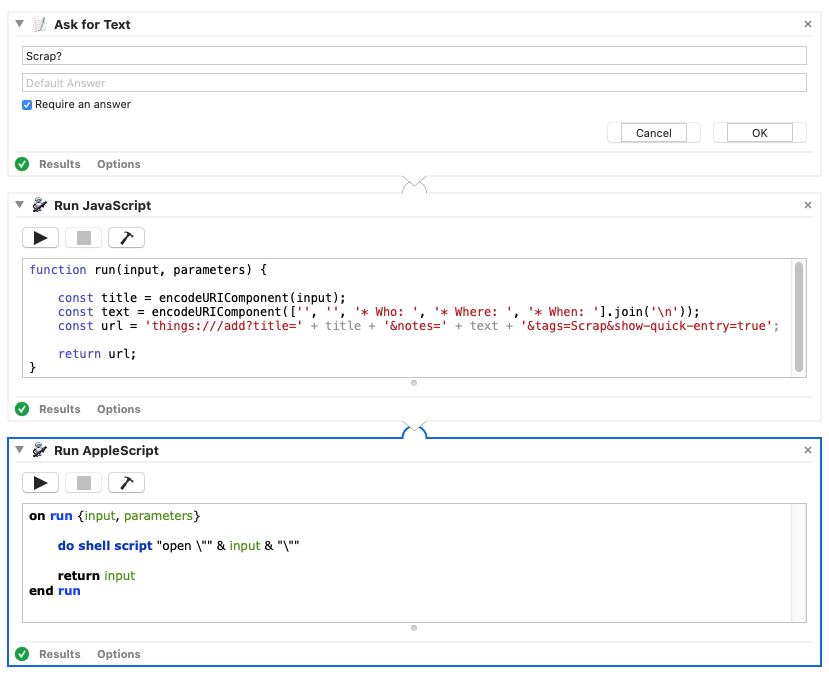 Ask for Text
Scrap?
Default Answer
Require an answer
Cancel OK
Results Options
Run JavaScript
function run(input, parameters) {
const title = encodeURIComponent(input);
const text = encodeURIComponent(['', '', '* Who: ', '* Where: ', '* When: '].join('\n'));
const url = 'things:///add?title=' + title + '&notes=' + text + '&tags=Scrap&show-quick-entry=true';
return url;
}
Results Options
Run AppleScript
on run {input, parameters}
do shell script "open \"" & input & "\""
return input
end run
Results Options